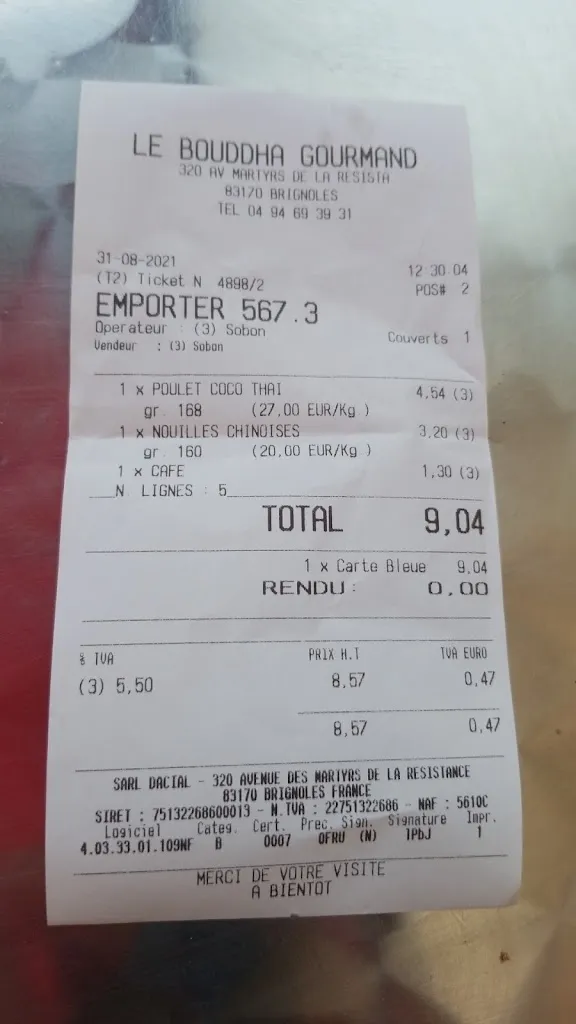 LE BOUDDHA GOURMAND
320 AV MARTYRS DE LA RESISTA
83170 BRIGNOLES
TEL 04 94 69 39 31
31-08-2021 12 30 04
(T2) Ticket N 4898/2 POS# 2
EMPORTER 567.3
Operateur : (3) Sobon Couverts 1
Vendeur : (3) Sobon
1 x POULET COCO THAI 4,54 (3)
gr. 168 (27,00 EUR/Kg )
1 x NOUILLES CHINOISES 3,20 (3)
gr. 160 (20,00 EUR/Kg )
1 x CAFE 1,30 (3)
N. LIGNES : 5
TOTAL 9,04
1 x Carte Bleue 9.04
RENDU : 0,00
% TVA PRIX H.T TVA EURO
(3) 5,50 8,57 0,47
8,57 0,47
SARL DACIAL - 320 AVENUE DES MARTYRS DE LA RESISTANCE
83170 BRIGNOLES FRANCE
SIRET : 75132268600013 - N.TVA : 22751322686 - NAF : 5610C
Logiciel Categ. Cert. Prec. Sign. Signature Impr.
4.03.33.01.109NF B 0007 OFRU (N) IPbJ 1
MERCI DE VOTRE VISITE
A BIENTOT